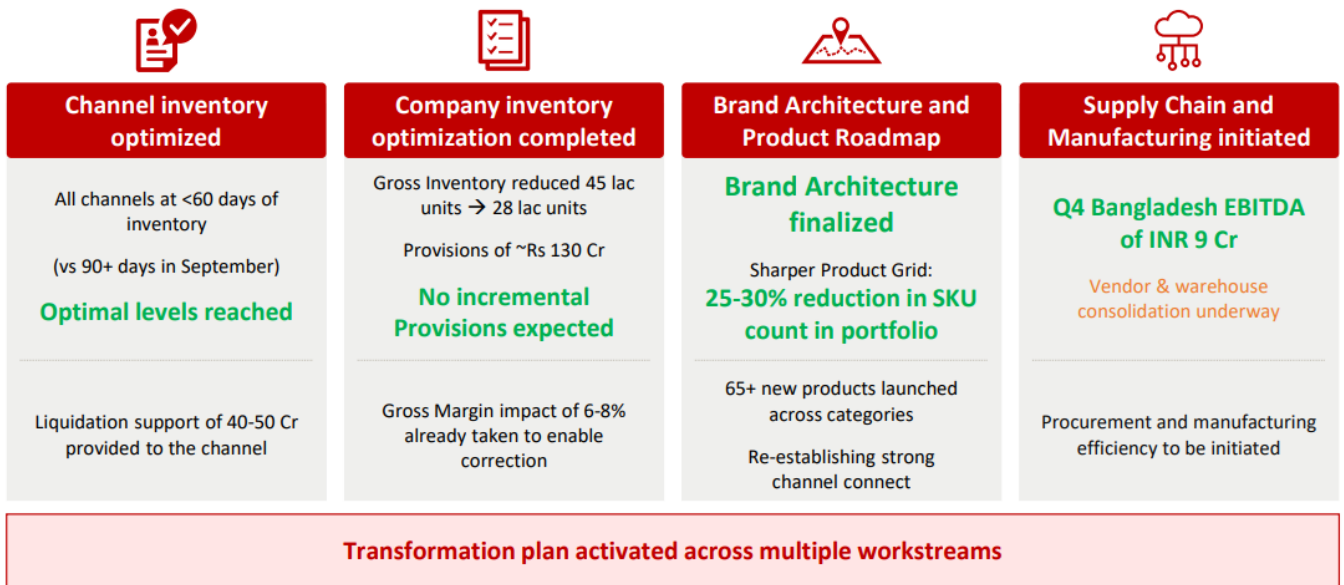 Channel inventory
optimized
All channels at <60 days of
inventory
(vs 90+ days in September)
Optimal levels reached
Liquidation support of 40-50 Cr
provided to the channel
Company inventory
optimization completed
Gross Inventory reduced 45 lac
units → 28 lac units
Provisions of ~Rs 130 Cr
No incremental
Provisions expected
Gross Margin impact of 6-8%
already taken to enable
correction
Brand Architecture and
Product Roadmap
Brand Architecture
finalized
Sharper Product Grid:
25-30% reduction in SKU
count in portfolio
65+ new products launched
across categories
Re-establishing strong
channel connect
Supply Chain and
Manufacturing initiated
Q4 Bangladesh EBITDA
of INR 9 Cr
Vendor & warehouse
consolidation underway
Procurement and manufacturing
efficiency to be initiated
Transformation plan activated across multiple workstreams